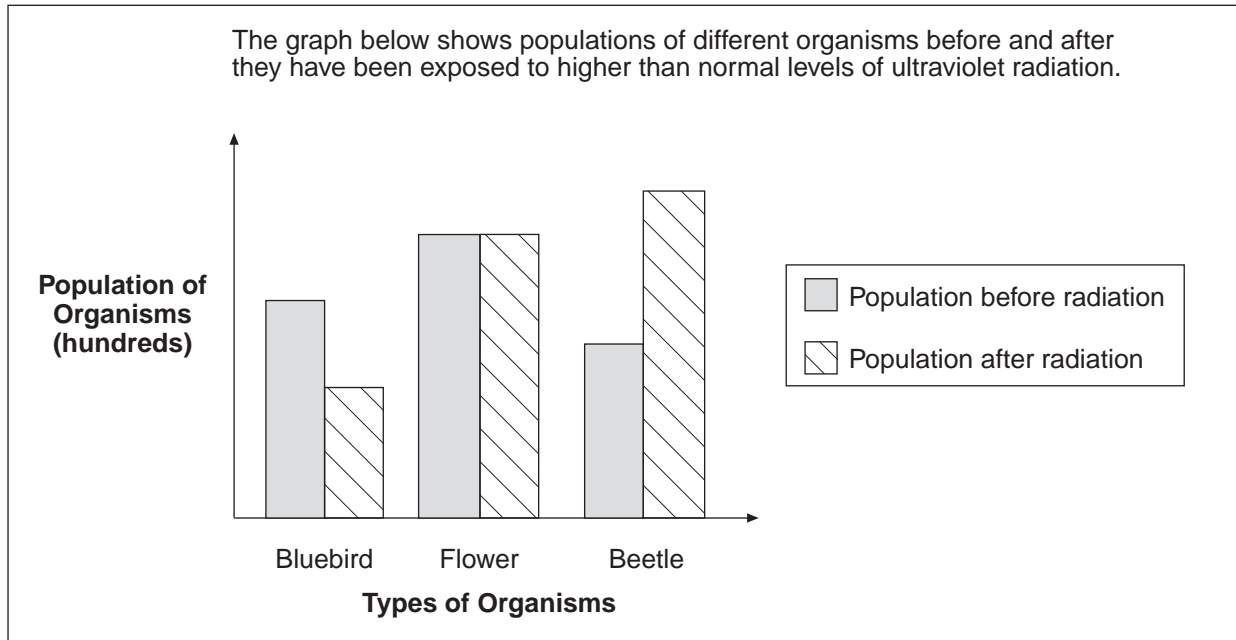 The graph below shows populations of different organisms before and after
they have been exposed to higher than normal levels of ultraviolet radiation.
Population of
Organisms
(hundreds)
Population before radiation
Population after radiation
Bluebird Flower Beetle
Types of Organisms